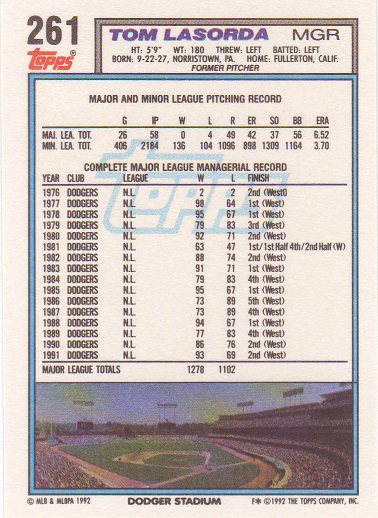 261 TOM LASORDA MGR
Topps® HT: 5'9" WT: 180 THREW: LEFT BATTED: LEFT
BORN: 9-22-27, NORRISTOWN, PA. HOME: FULLERTON, CALIF.
FORMER PITCHER
MAJOR AND MINOR LEAGUE PITCHING RECORD
G IP W L R ER SO BB ERA
MAJ. LEA. TOT. 26 58 0 4 49 42 37 56 6.52
MIN. LEA. TOT. 406 2184 136 104 1096 898 1309 1164 3.70
COMPLETE MAJOR LEAGUE MANAGERIAL RECORD
YEAR CLUB LEAGUE W L FINISH
1976 DODGERS N.L. 2 2 2nd (West0
1977 DODGERS N.L. 98 64 1st (West)
1978 DODGERS N.L. 95 67 1st (West)
1979 DODGERS N.L. 79 83 3rd (West)
1980 DODGERS N.L. 92 71 2nd (West)
1981 DODGERS N.L. 63 47 1st/1st Half 4th/2nd Half (W)
1982 DODGERS N.L. 88 74 2nd (West)
1983 DODGERS N.L. 91 71 1st (West)
1984 DODGERS N.L. 79 83 4th (West)
1985 DODGERS N.L. 95 67 1st (West)
1986 DODGERS N.L. 73 89 5th (West)
1987 DODGERS N.L. 73 89 4th (West)
1988 DODGERS N.L. 94 67 1st (West)
1989 DODGERS N.L. 77 83 4th (West)
1990 DODGERS N.L. 86 76 2nd (West)
1991 DODGERS N.L. 93 69 2nd (West)
MAJOR LEAGUE TOTALS 1278 1102
© MLB & MLBPA 1992 DODGER STADIUM F* © 1992 THE TOPPS COMPANY, INC.